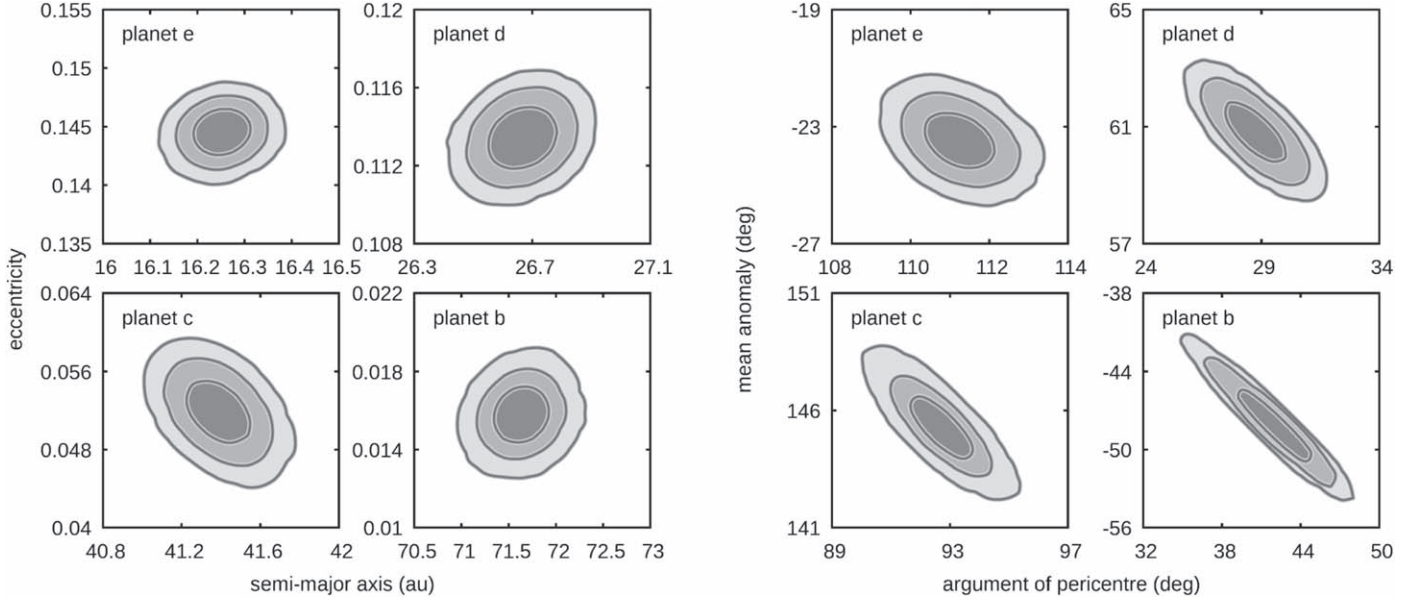 0.155
planet e
0.15
0.145
0.14
0.135
16 16.1 16.2 16.3 16.4 16.5
0.12
planet d
0.116
0.112
0.108
26.3 26.7 27.1
0.064
planet c
0.056
0.048
0.04
40.8 41.2 41.6 42
0.022
planet b
0.018
0.014
0.01
70.5 71 71.5 72 72.5 73
eccentricity
semi-major axis (au)
-19
planet e
-23
-27
108 110 112 114
65
planet d
61
57
24 29 34
151
planet c
146
141
89 93 97
-38
planet b
-44
-50
-56
32 38 44 50
mean anomaly (deg)
argument of pericentre (deg)